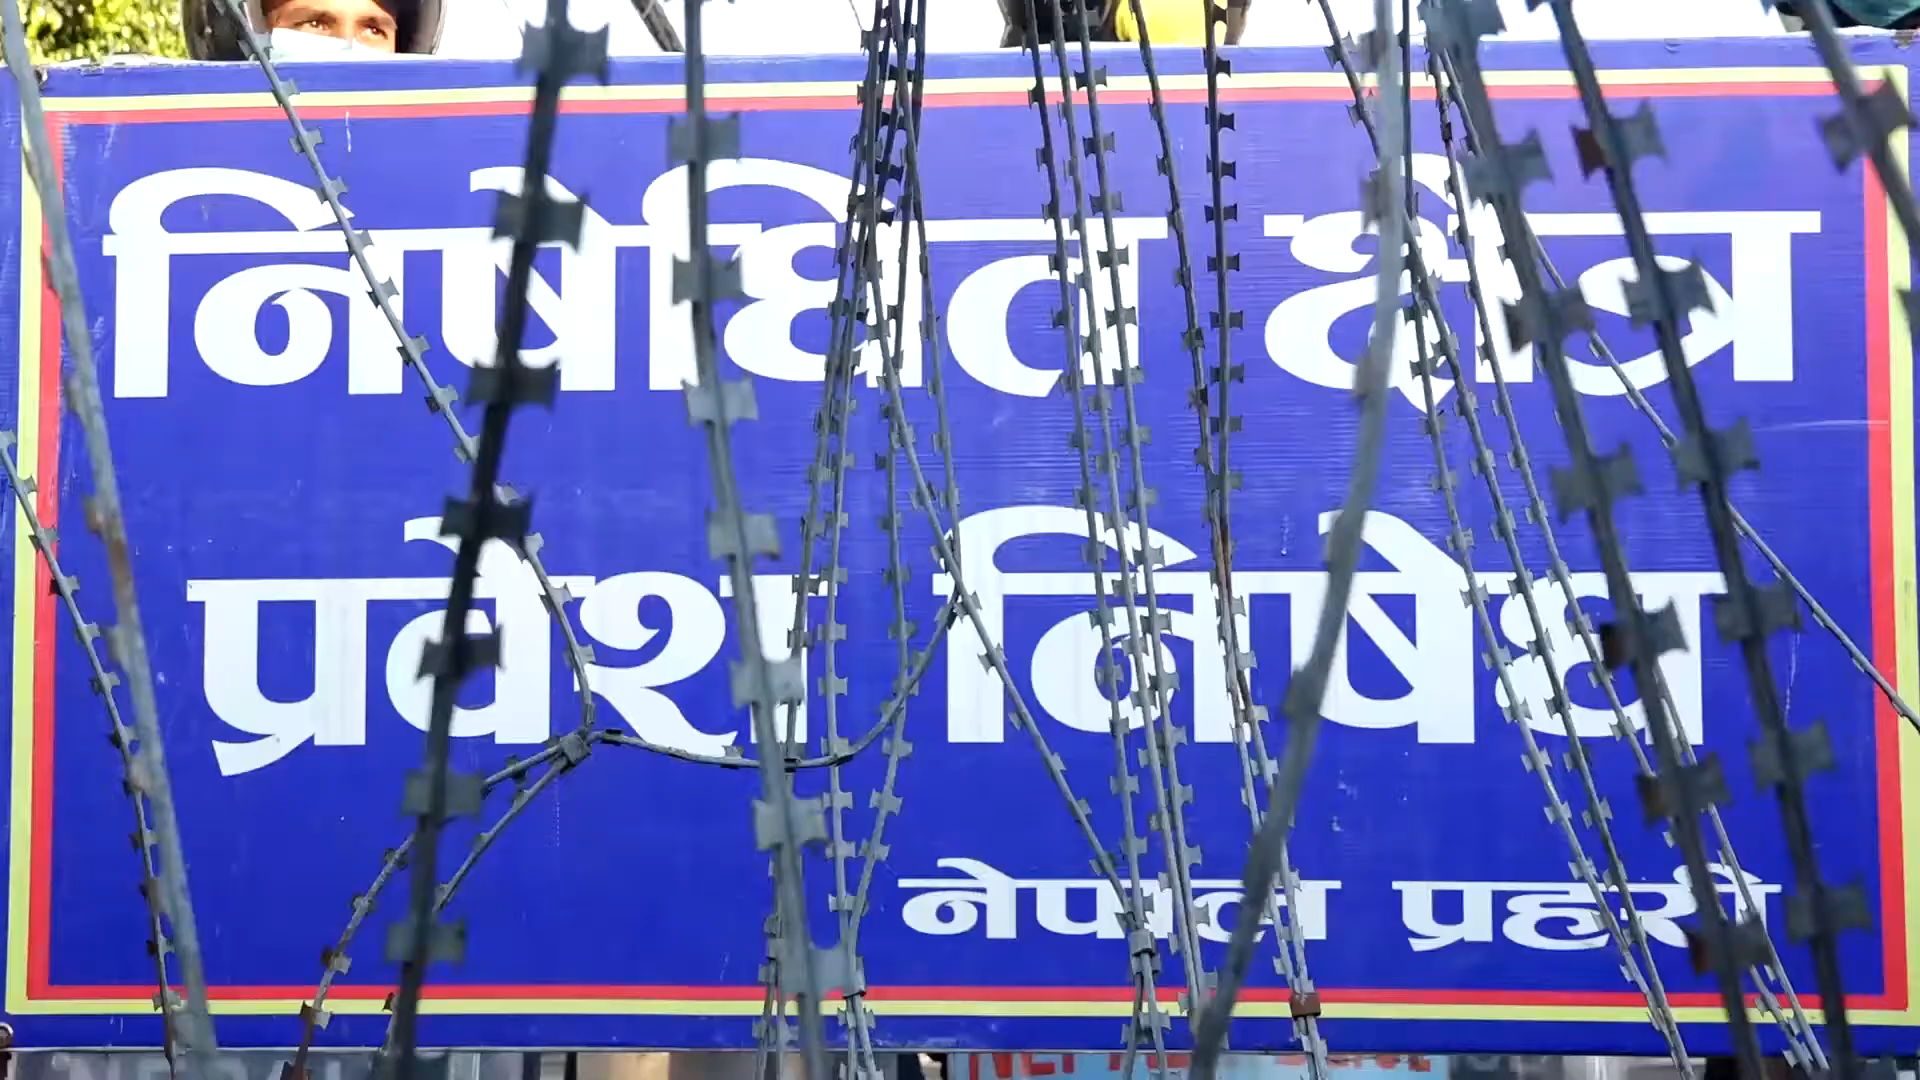 निषेधित क्षेत्र
प्रवेश निषेध
नेपाल प्रहरी